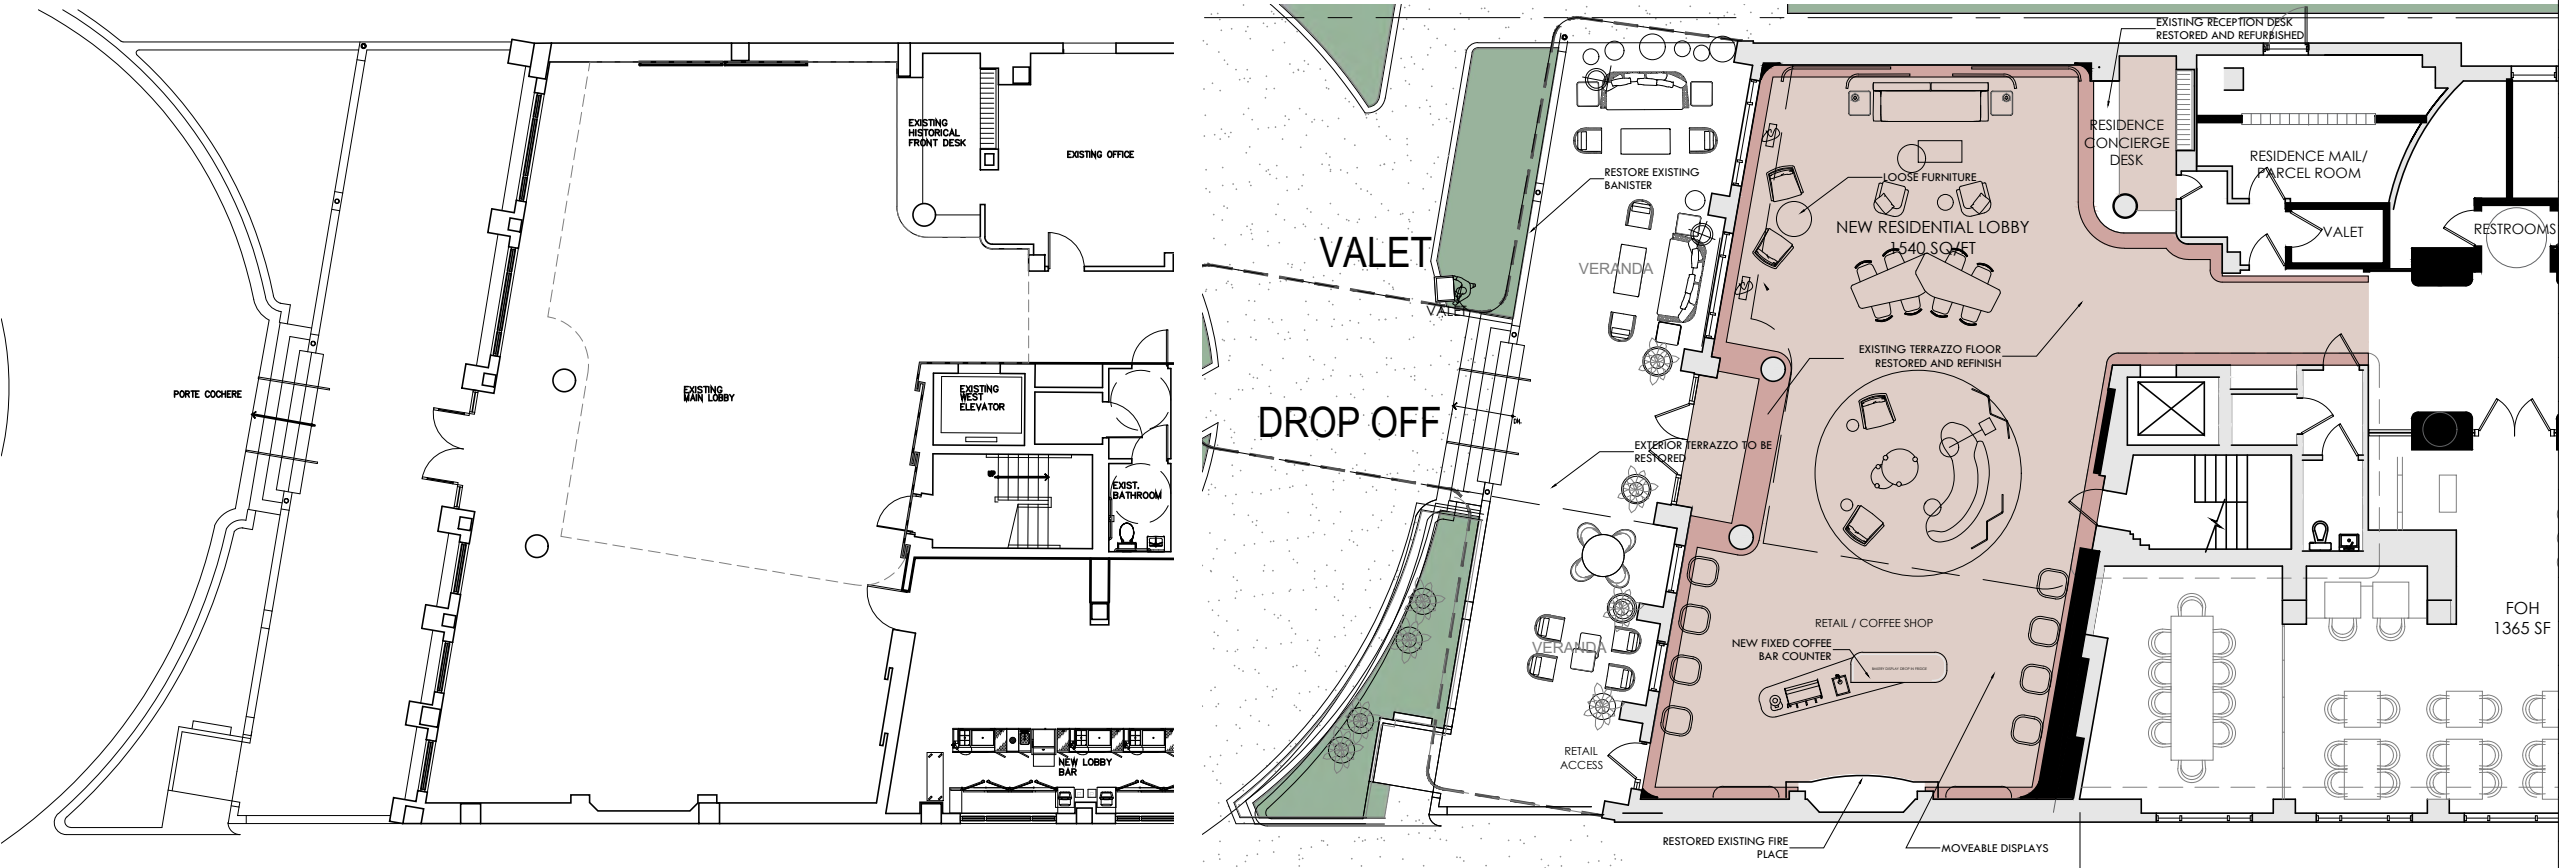 EXISTING
HISTORICAL
FRONT DESK
EXISTING OFFICE
PORTE COCHERE
EXISTING
MAIN LOBBY
EXISTING
WEST
ELEVATOR
UP
EXIST.
BATHROOM
NEW LOBBY
BAR
EXISTING RECEPTION DESK
RESTORED AND REFURBISHED
RESIDENCE
CONCIERGE
DESK
RESIDENCE MAIL/
PARCEL ROOM
RESTORE EXISTING
BANISTER
LOOSE FURNITURE
NEW RESIDENTIAL LOBBY
1540 SQ/FT
VALET
RESTROOMS
VALET
VERANDA
VALET
EXISTING TERRAZZO FLOOR
RESTORED AND REFINISH
DROP OFF
DN.
EXTERIOR TERRAZZO TO BE
RESTORED
RETAIL / COFFEE SHOP
NEW FIXED COFFEE
BAR COUNTER
VERANDA
FOH
1365 SF
RETAIL
ACCESS
RESTORED EXISTING FIRE
PLACE
MOVEABLE DISPLAYS